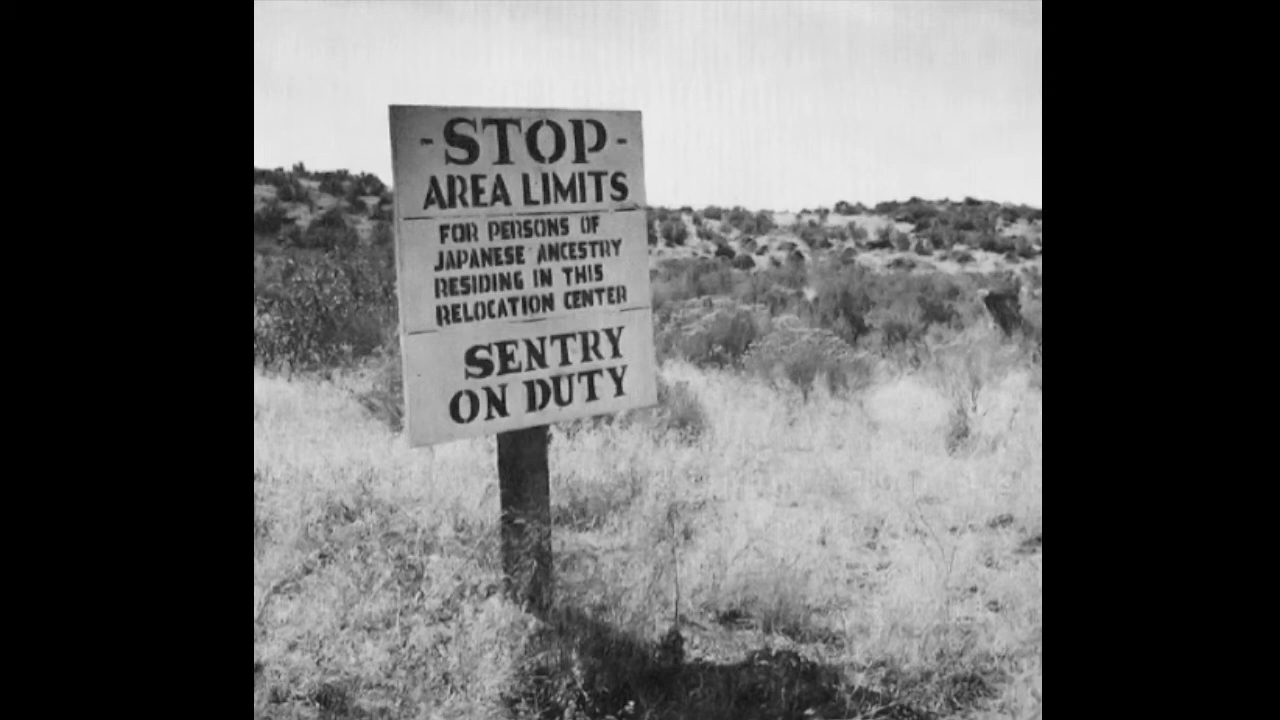 -STOP-
AREA LIMITS
FOR PERSONS OF
JAPANESE ANCESTRY
RESIDING IN THIS
RELOCATION CENTER
SENTRY
ON DUTY